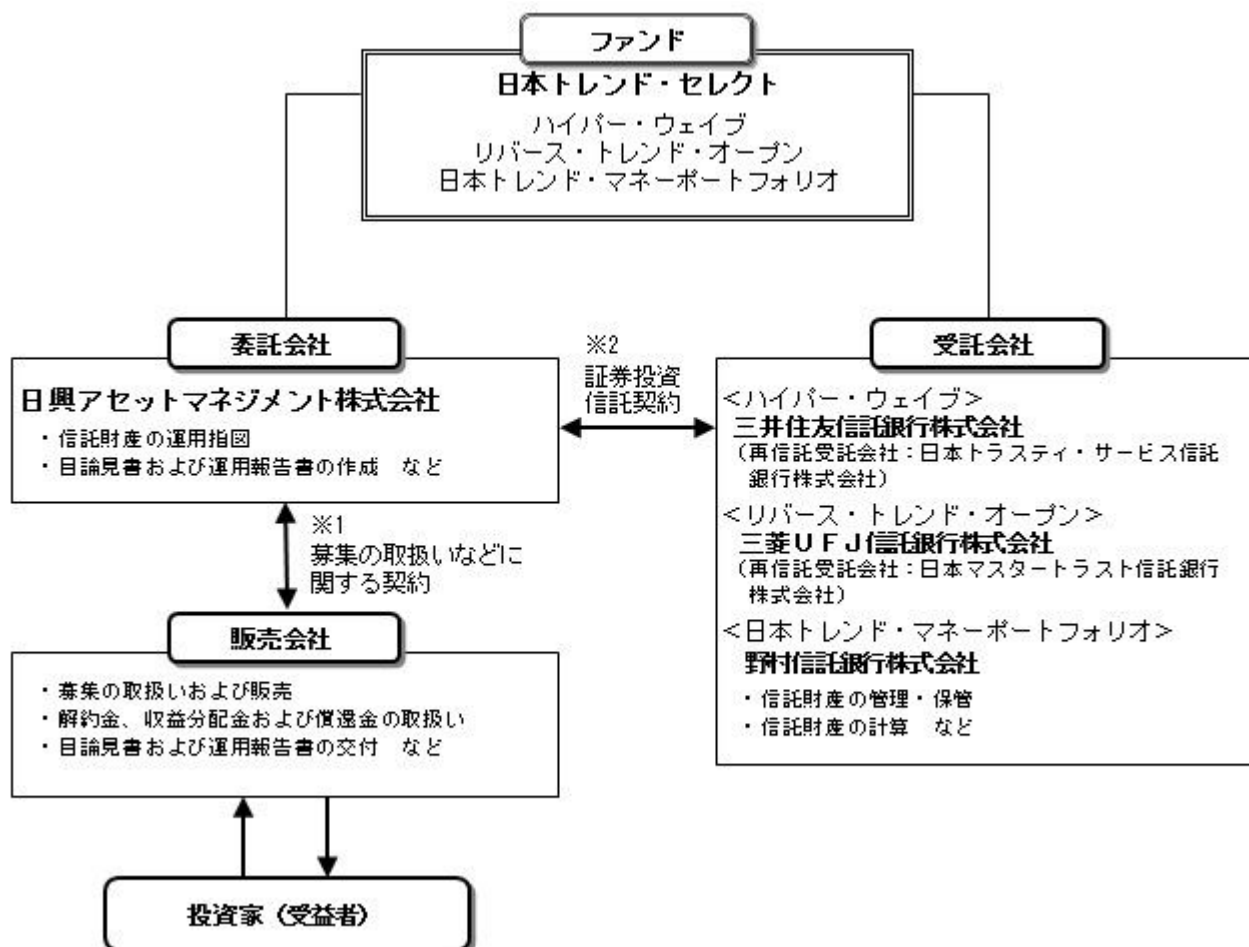 ファンド
日本トレンド・セレクト
ハイパー・ウェイブ
リバース・トレンド・オープン
日本トレンド・マネーポートフォリオ
委託会社
日興アセットマネジメント株式会社
・信託財産の運用指図
・目論見書および運用報告書の作成 など
※2
証券投資
信託契約
受託会社
<ハイパー・ウェイブ>
三井住友信託銀行株式会社
（再信託受託会社：日本トラスティ・サービス信託
銀行株式会社）
<リバース・トレンド・オープン>
三菱ＵＦＪ信託銀行株式会社
（再信託受託会社：日本マスタートラスト信託銀行
株式会社）
<日本トレンド・マネーポートフォリオ>
野村信託銀行株式会社
・信託財産の管理・保管
・信託財産の計算 など
※1
募集の取扱いなどに
関する契約
販売会社
・募集の取扱いおよび販売
・解約金、収益分配金および償還金の取扱い
・目論見書および運用報告書の交付 など
投資家（受益者）